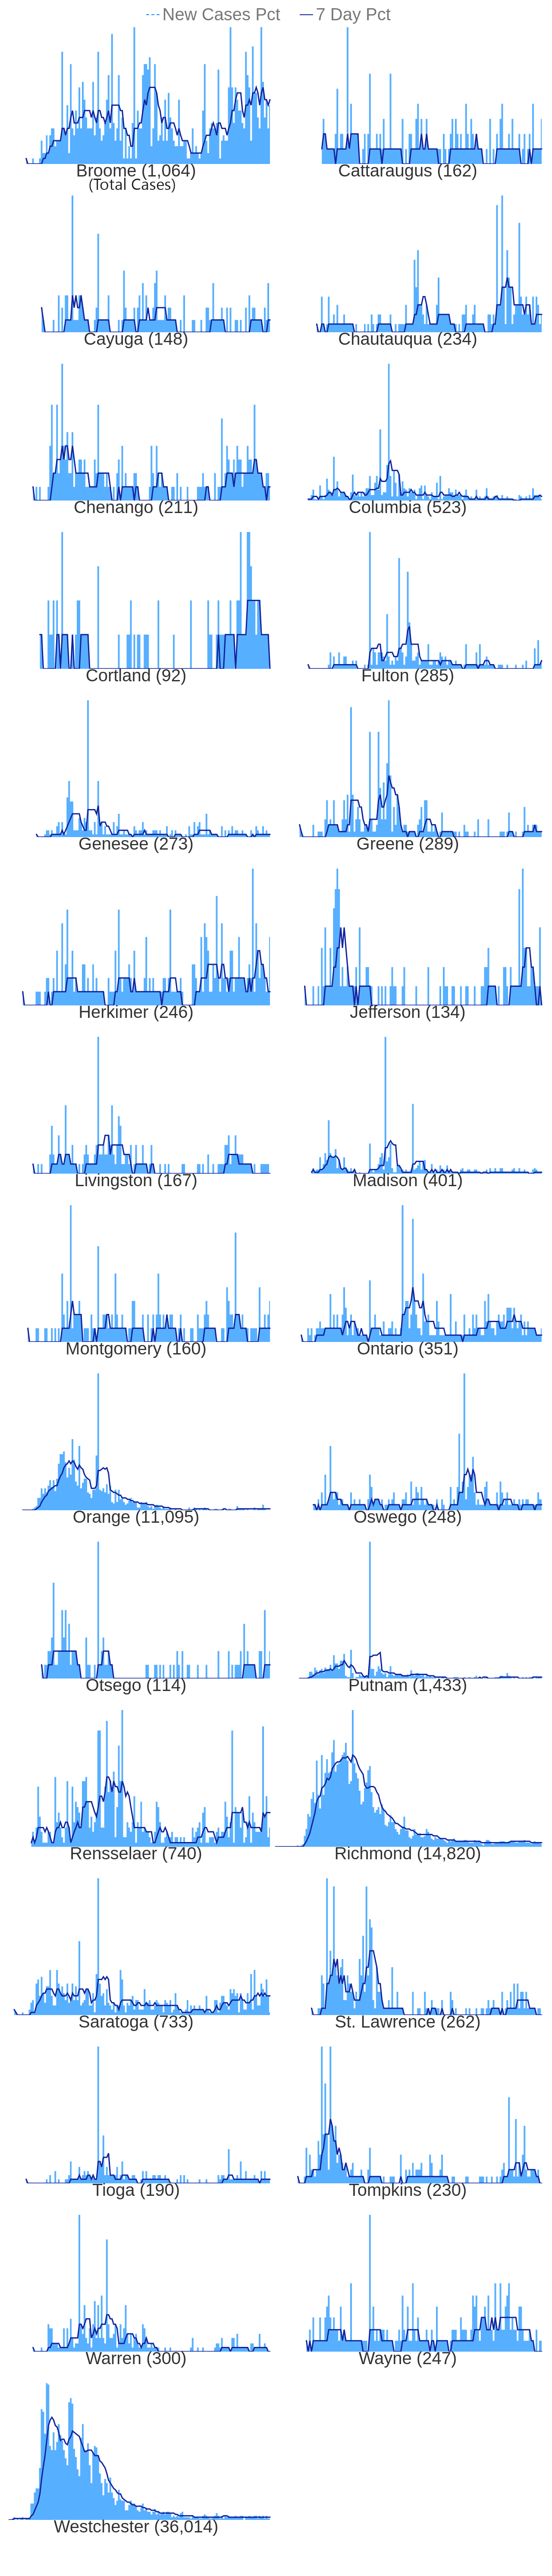 New Cases Pct 7 Day Pct
Broome (1,064) Cattaraugus (162)
(Total Cases)
Cayuga (148) Chautauqua (234)
Chenango (211) Columbia (523)
Cortland (92) Fulton (285)
Genesee (273) Greene (289)
Herkimer (246) Jefferson (134)
Livingston (167) Madison (401)
Montgomery (160) Ontario (351)
Orange (11,095) Oswego (248)
Otsego (114) Putnam (1,433)
Rensselaer (740) Richmond (14,820)
Saratoga (733) St. Lawrence (262)
Tioga (190) Tompkins (230)
Warren (300) Wayne (247)
Westchester (36,014)